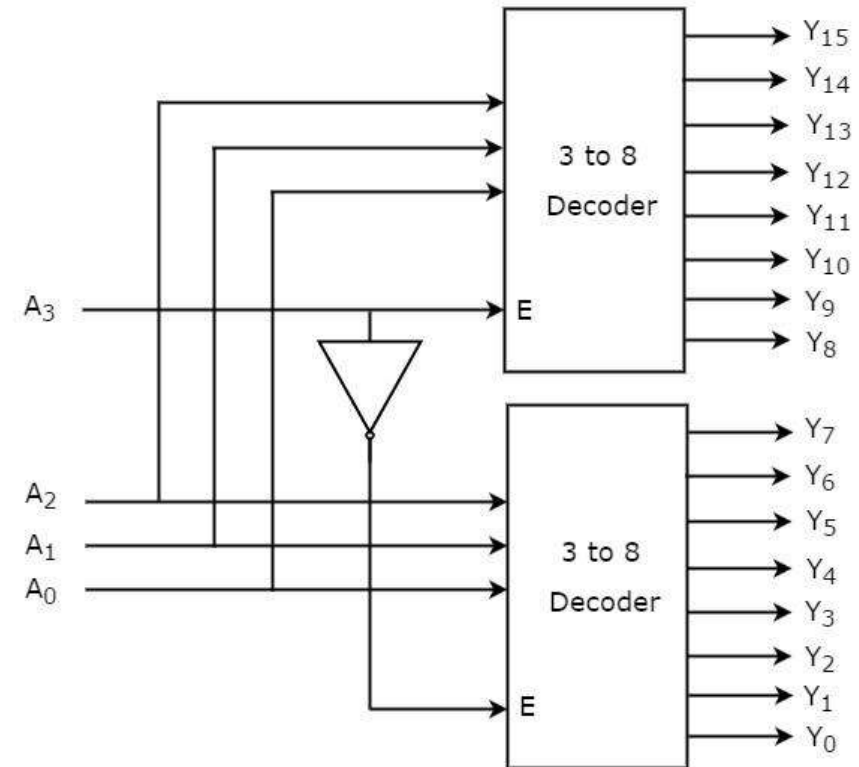 Y₁₅
Y₁₄
Y₁₃
3 to 8
Y₁₂
Decoder
Y₁₁
Y₁₀
A₃
E
Y₉
Y₈
Y₇
A₂
Y₆
A₁
3 to 8
Y₅
A₀
Decoder
Y₄
Y₃
Y₂
E
Y₁
Y₀